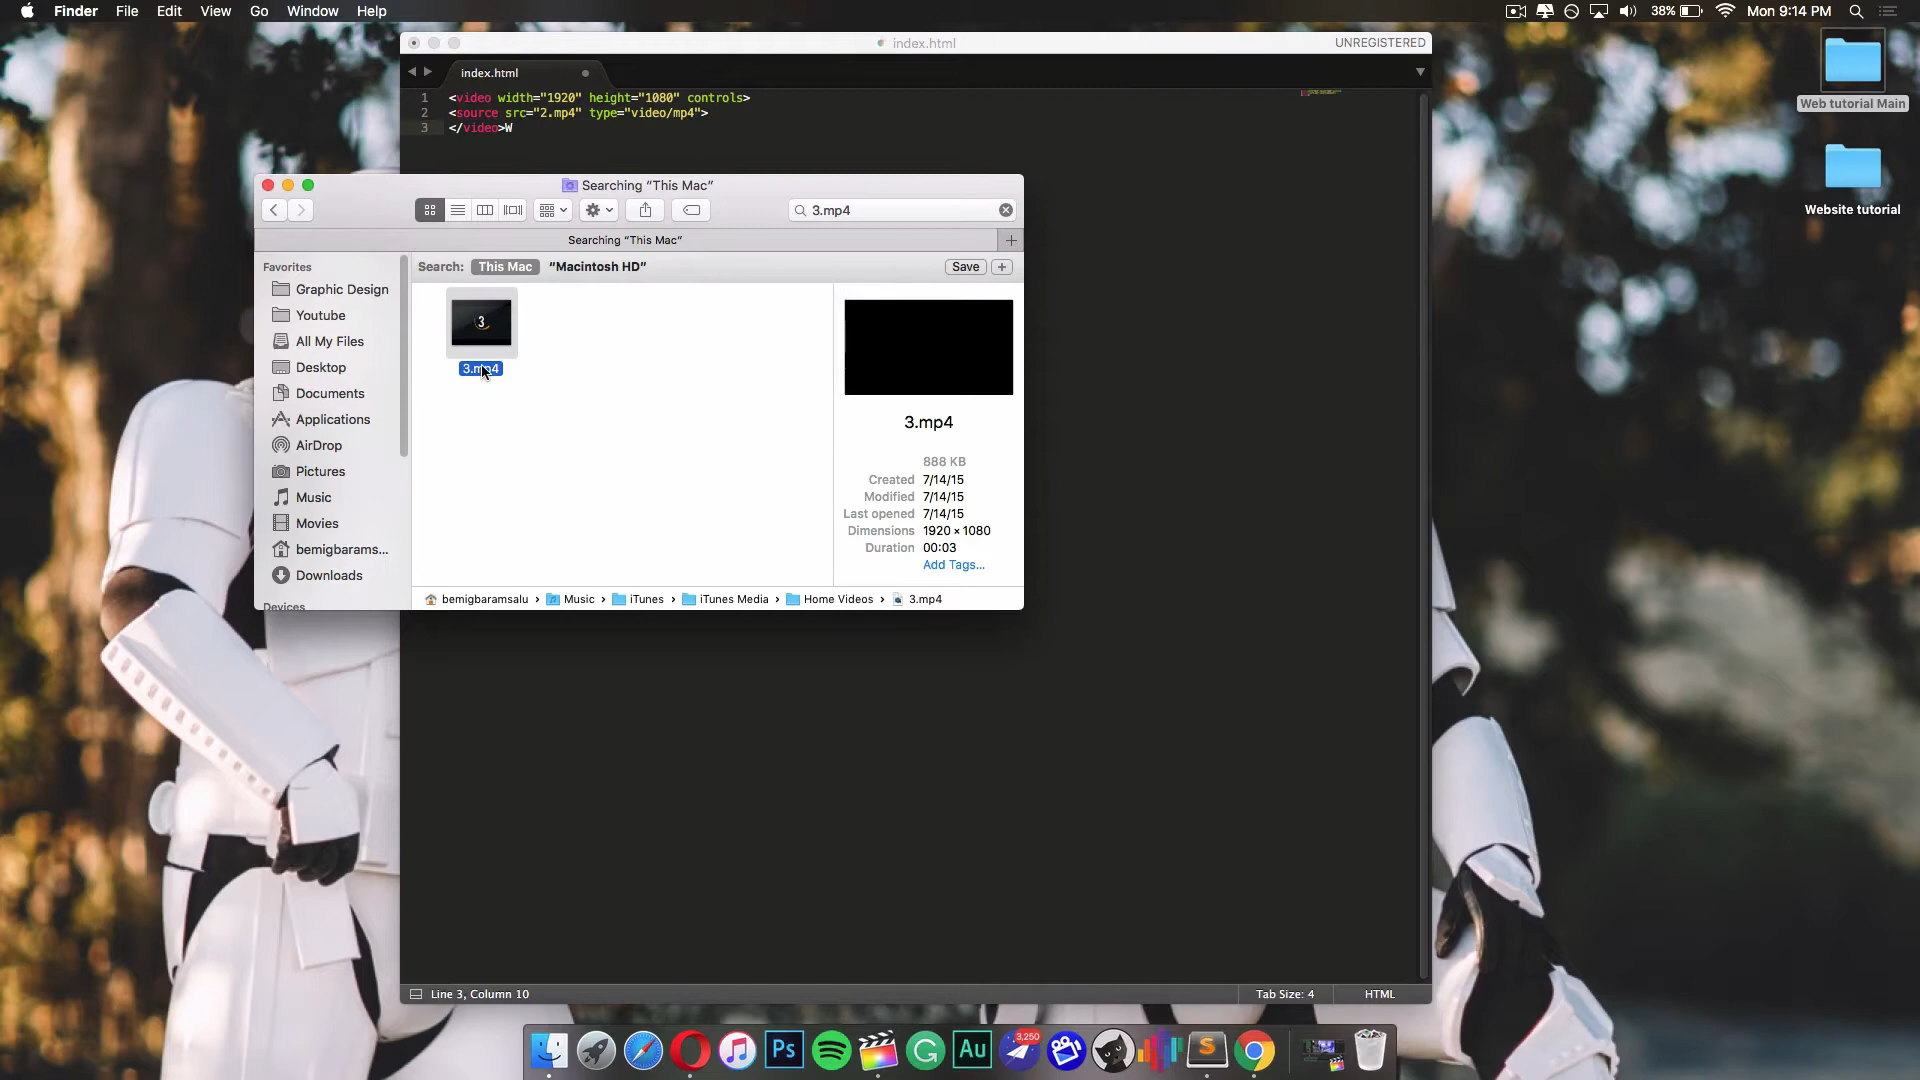 Finder File Edit View Go Window Help 38% Mon 9:14 PM
index.html UNREGISTERED
Web tutorial Main
Website tutorial
index.html
1 <video width="1920" height="1080" controls>
2 <source src="2.mp4" type="video/mp4">
3 </video>W
Searching “This Mac”
3.mp4
Searching “This Mac”
Search: This Mac “Macintosh HD” Save
Favorites
Graphic Design
Youtube
All My Files
Desktop
Documents
Applications
AirDrop
Pictures
Music
Movies
bemigbarams...
Downloads
Devices
3
3.mp4
3.mp4
888 KB
Created 7/14/15
Modified 7/14/15
Last opened 7/14/15
Dimensions 1920 × 1080
Duration 00:03
Add Tags...
bemigbaramsalu › Music › iTunes › iTunes Media › Home Videos › 3.mp4
Line 3, Column 10 Tab Size: 4 HTML
Ps Au 3,250 S